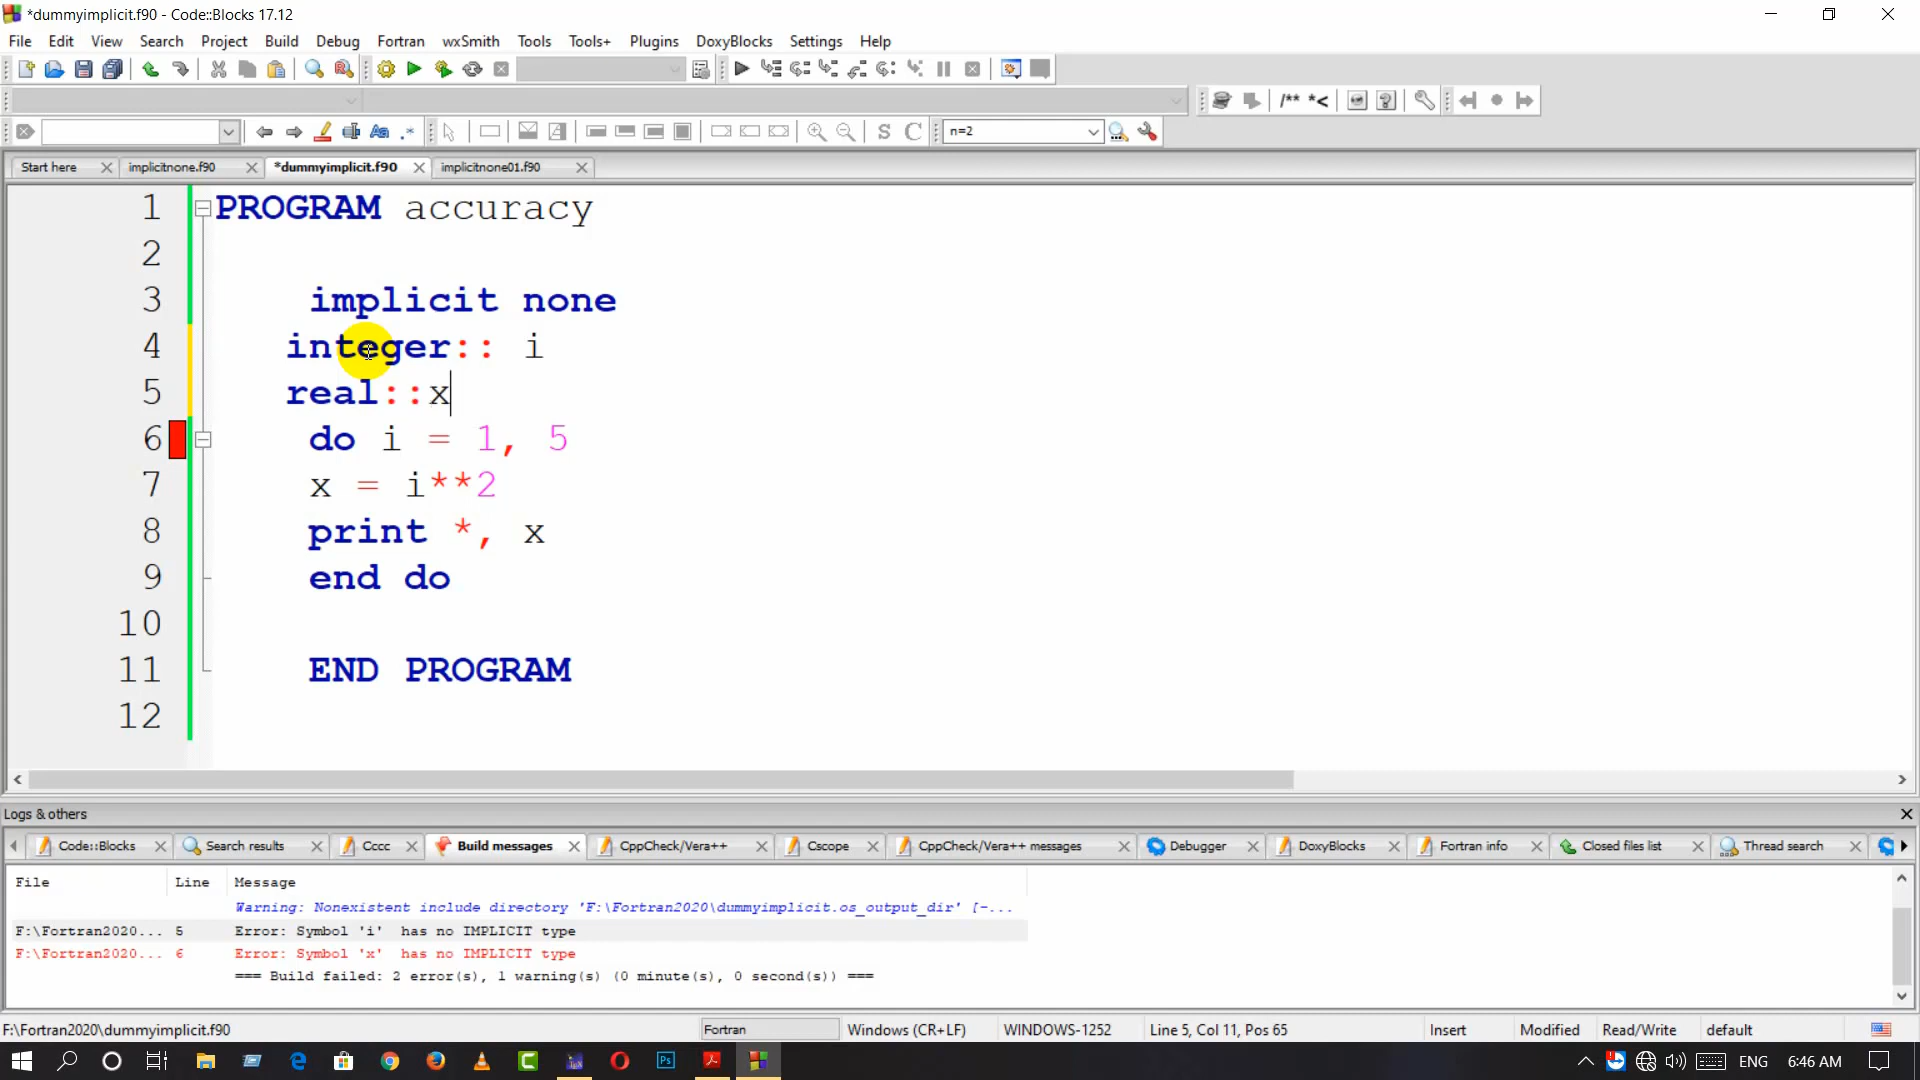 *dummyimplicit.f90 - Code::Blocks 17.12
File Edit View Search Project Build Debug Fortran wxSmith Tools Tools+ Plugins DoxyBlocks Settings Help
/** *<
S C n=2
Start here implicitnone.f90 *dummyimplicit.f90 implicitnone01.f90
1 PROGRAM accuracy
2
3 implicit none
4 integer:: i
5 real::x
6 do i = 1, 5
7 x = i**2
8 print *, x
9 end do
10
11 END PROGRAM
12
Logs & others
Code::Blocks Search results Cccc Build messages CppCheck/Vera++ Cscope CppCheck/Vera++ messages Debugger DoxyBlocks Fortran info Closed files list Thread search
File Line Message
Warning: Nonexistent include directory 'F:\Fortran2020\dummyimplicit.os_output_dir' [-...
F:\Fortran2020... 5 Error: Symbol 'i' has no IMPLICIT type
F:\Fortran2020... 6 Error: Symbol 'x' has no IMPLICIT type
=== Build failed: 2 error(s), 1 warning(s) (0 minute(s), 0 second(s)) ===
F:\Fortran2020\dummyimplicit.f90 Fortran Windows (CR+LF) WINDOWS-1252 Line 5, Col 11, Pos 65 Insert Modified Read/Write default
ENG 6:46 AM